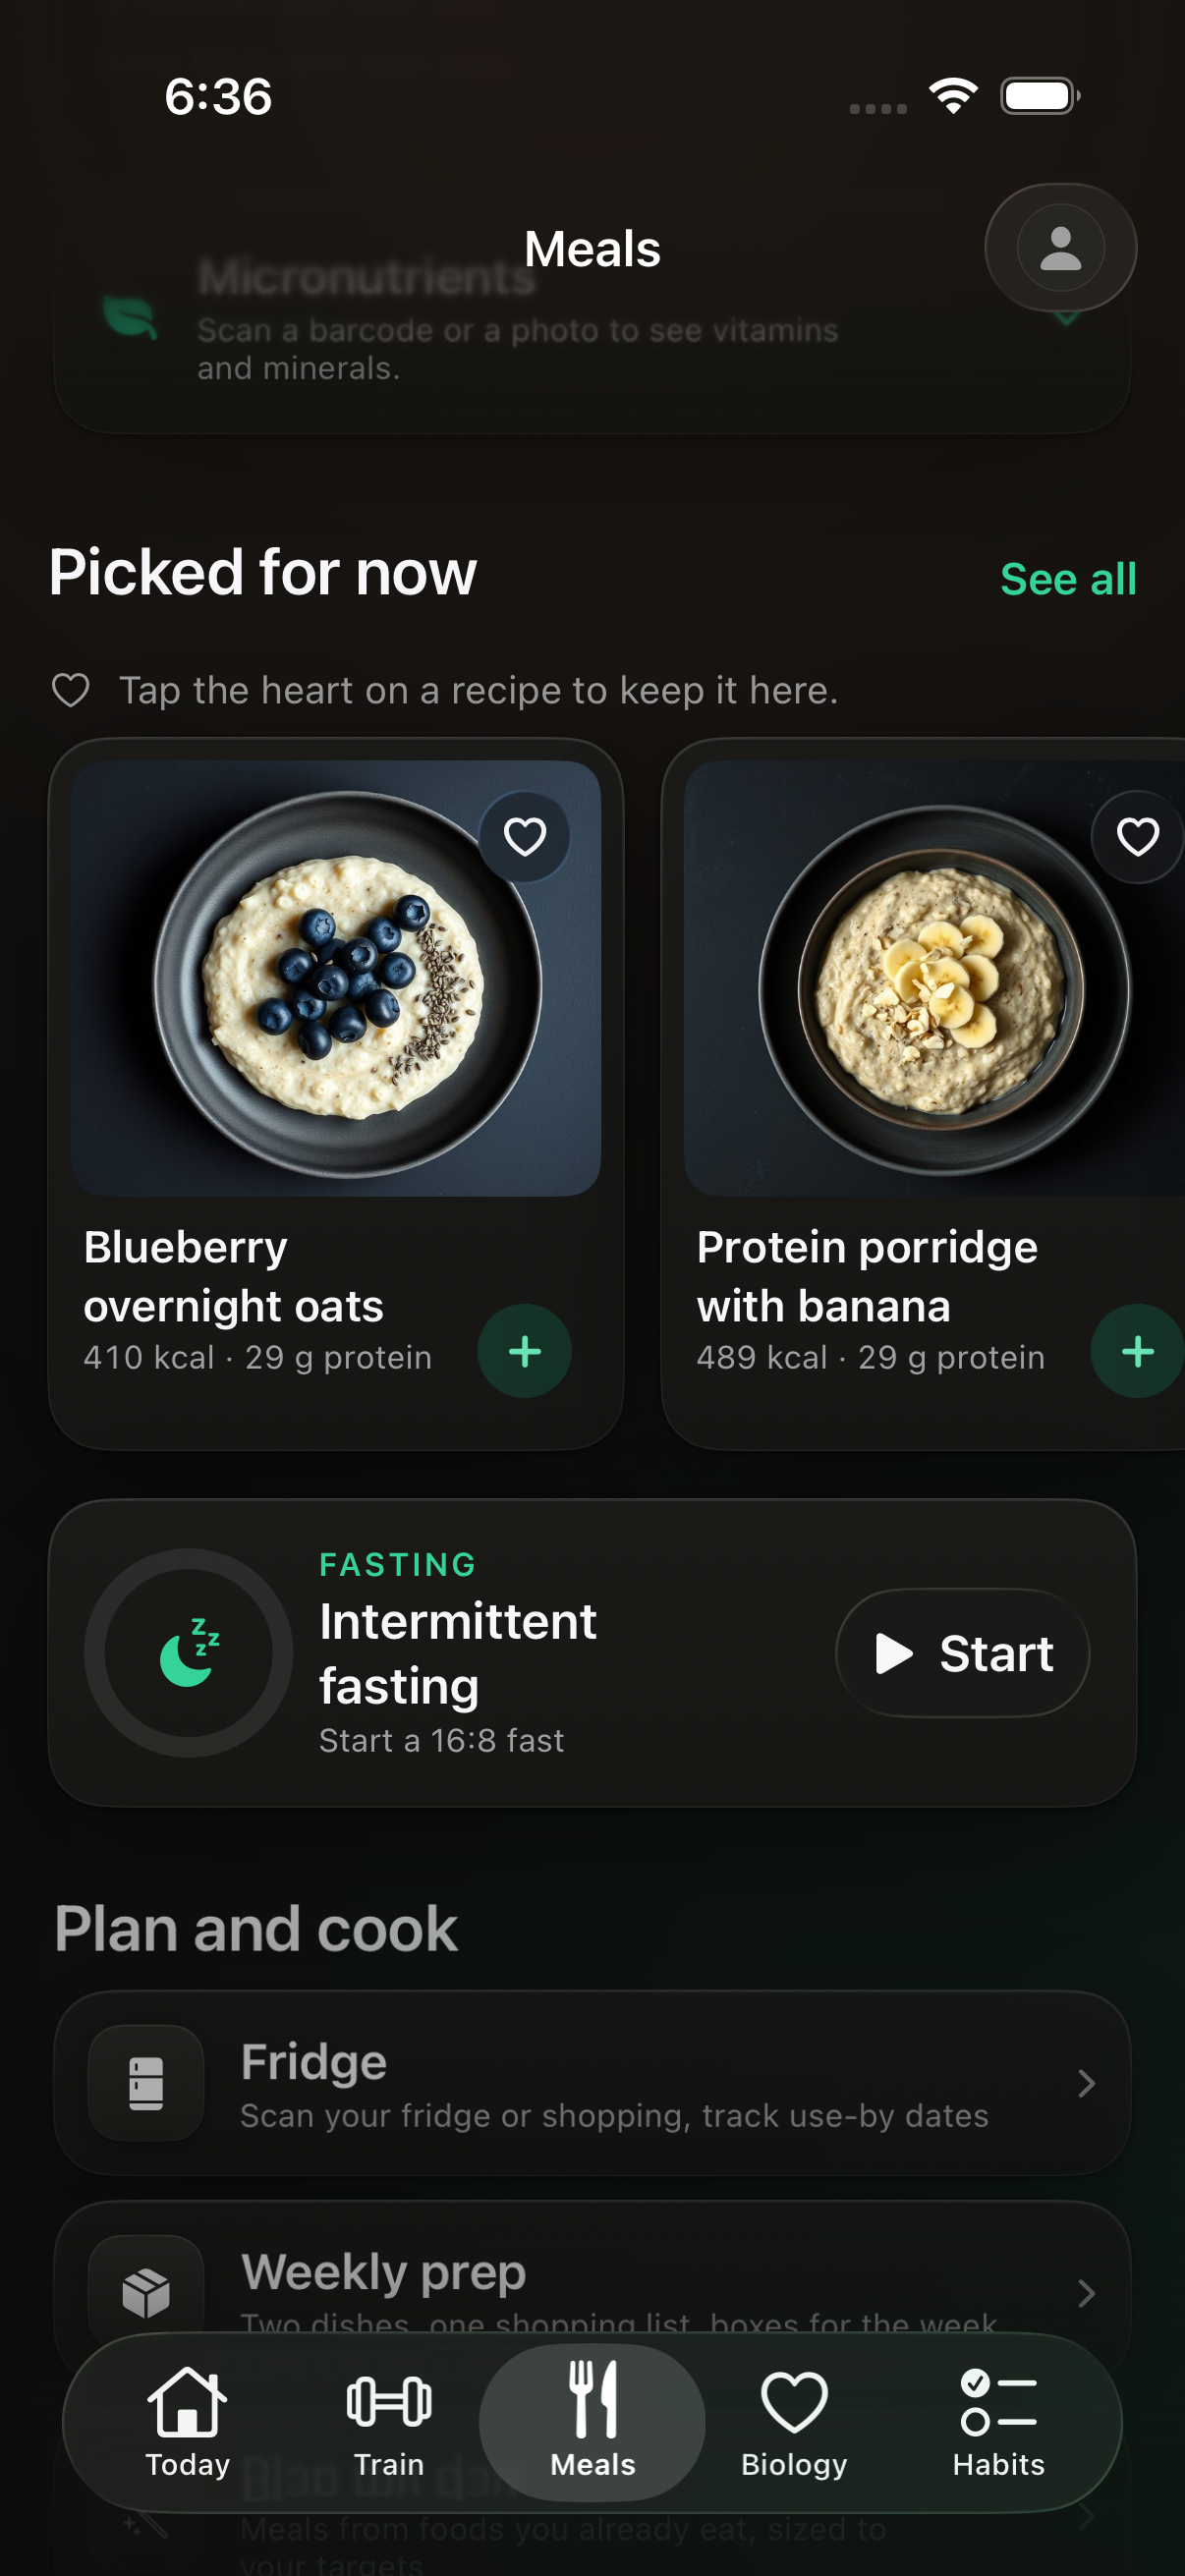 6:36
Meals
Micronutrients
Scan a barcode or a photo to see vitamins
and minerals.
Picked for now
See all
Tap the heart on a recipe to keep it here.
Blueberry
overnight oats
410 kcal · 29 g protein
Protein porridge
with banana
489 kcal · 29 g protein
FASTING
Intermittent
fasting
Start a 16:8 fast
Start
Plan and cook
Fridge
Scan your fridge or shopping, track use-by dates
Weekly prep
Two dishes, one shopping list, boxes for the week
Today
Train
Meals
Biology
Habits
Meals from foods you already eat, sized to
your targets